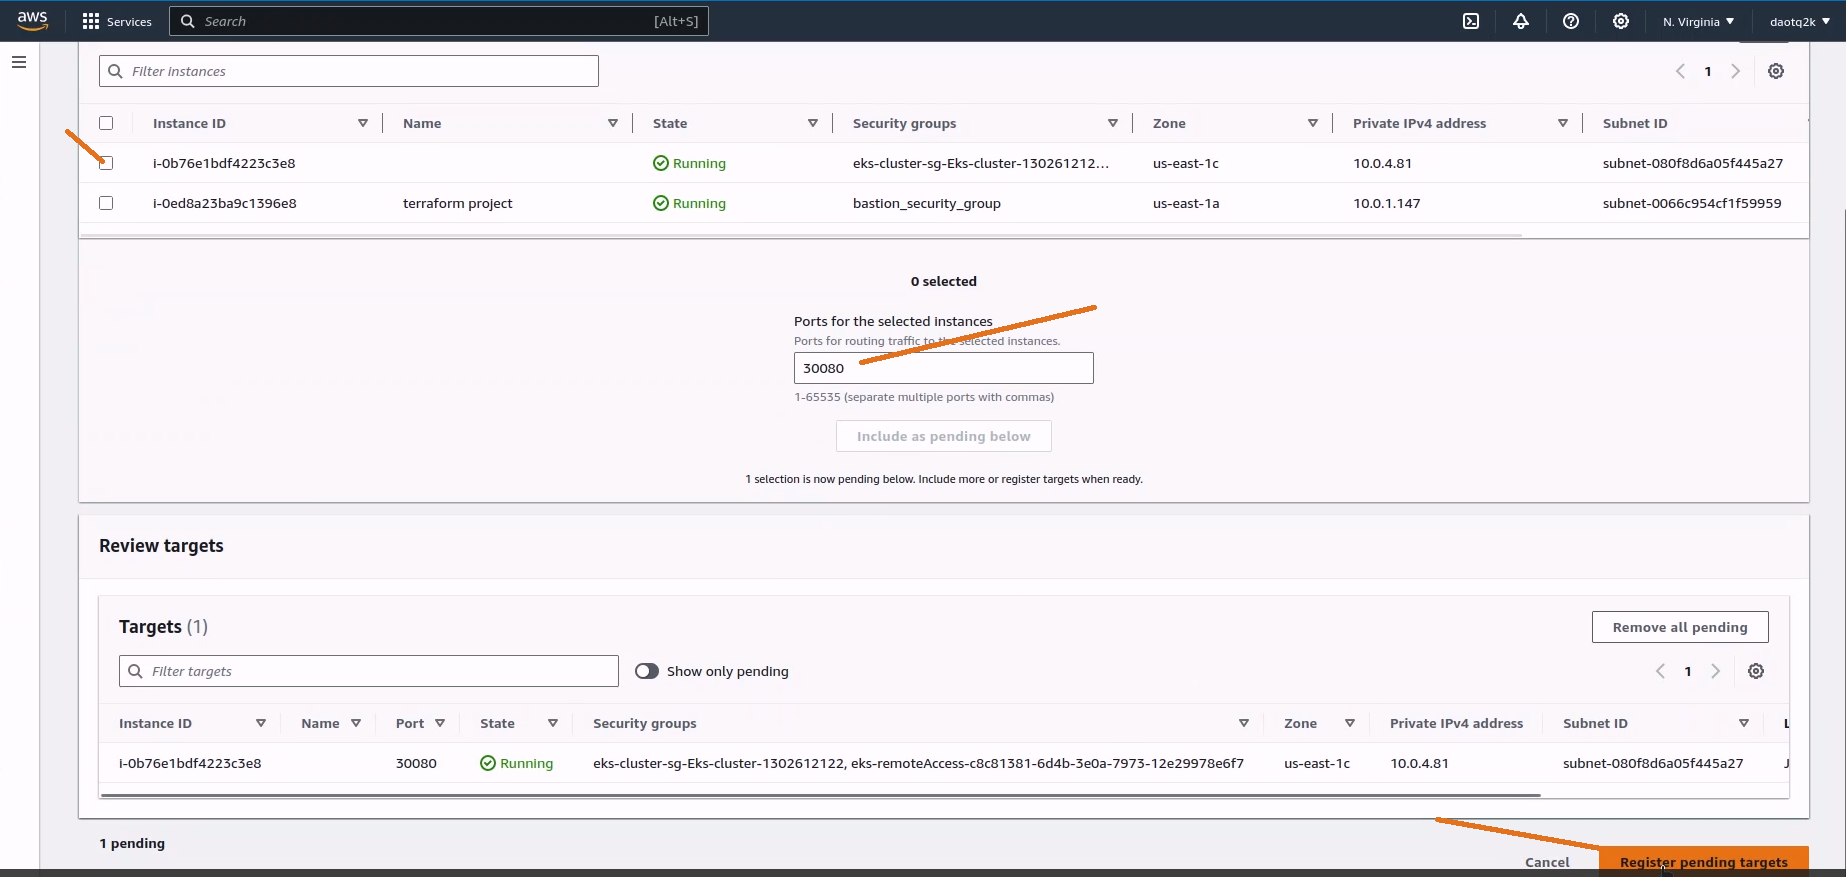 aws Services Search [Alt+S] N. Virginia daotq2k
Filter instances 1
Instance ID Name State Security groups Zone Private IPv4 address Subnet ID
i-0b76e1bdf4223c3e8 Running eks-cluster-sg-Eks-cluster-130261212... us-east-1c 10.0.4.81 subnet-080f8d6a05f445a27
i-0ed8a23ba9c1396e8 terraform project Running bastion_security_group us-east-1a 10.0.1.147 subnet-0066c954cf1f59959
0 selected
Ports for the selected instances
Ports for routing traffic to the selected instances.
30080
1-65535 (separate multiple ports with commas)
Include as pending below
1 selection is now pending below. Include more or register targets when ready.
Review targets
Targets (1) Remove all pending
Filter targets Show only pending 1
Instance ID Name Port State Security groups Zone Private IPv4 address Subnet ID
i-0b76e1bdf4223c3e8 30080 Running eks-cluster-sg-Eks-cluster-1302612122, eks-remoteAccess-c8c81381-6d4b-3e0a-7973-12e29978e6f7 us-east-1c 10.0.4.81 subnet-080f8d6a05f445a27
1 pending
Cancel Register pending targets